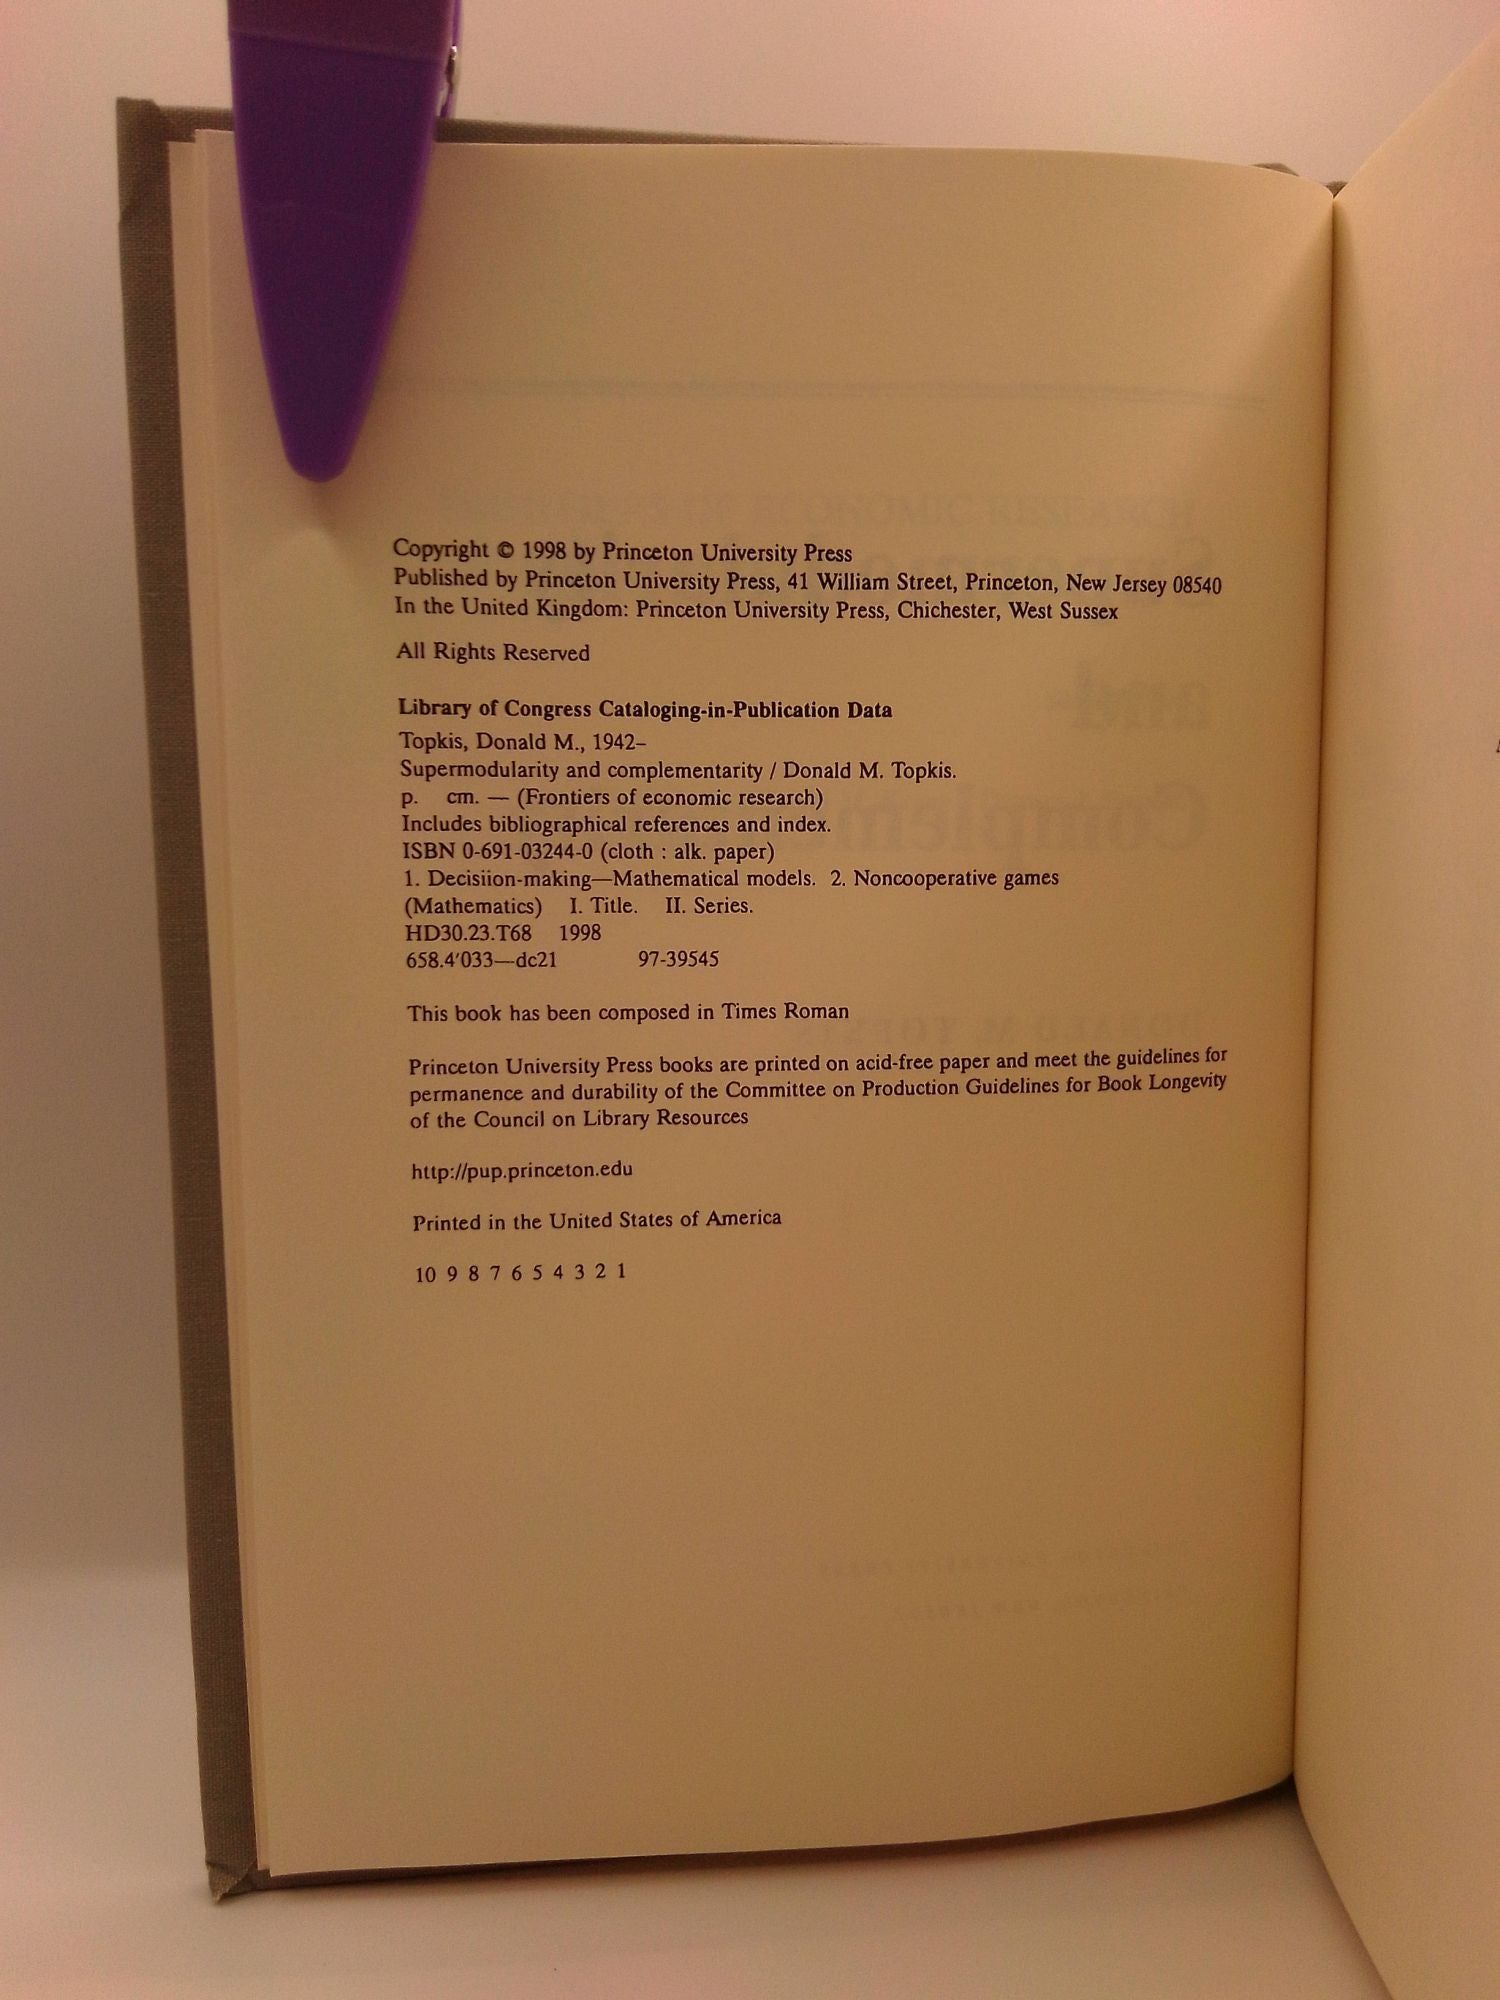 Copyright © 1998 by Princeton University Press
Published by Princeton University Press, 41 William Street, Princeton, New Jersey 08540
In the United Kingdom: Princeton University Press, Chichester, West Sussex
All Rights Reserved
Library of Congress Cataloging-in-Publication Data
Topkis, Donald M., 1942–
Supermodularity and complementarity / Donald M. Topkis.
p. cm. — (Frontiers of economic research)
Includes bibliographical references and index.
ISBN 0-691-03244-0 (cloth : alk. paper)
1. Decisiion-making—Mathematical models. 2. Noncooperative games
(Mathematics) I. Title. II. Series.
HD30.23.T68 1998
658.4′033—dc21 97-39545
This book has been composed in Times Roman
Princeton University Press books are printed on acid-free paper and meet the guidelines for
permanence and durability of the Committee on Production Guidelines for Book Longevity
of the Council on Library Resources
http://pup.princeton.edu
Printed in the United States of America
10 9 8 7 6 5 4 3 2 1